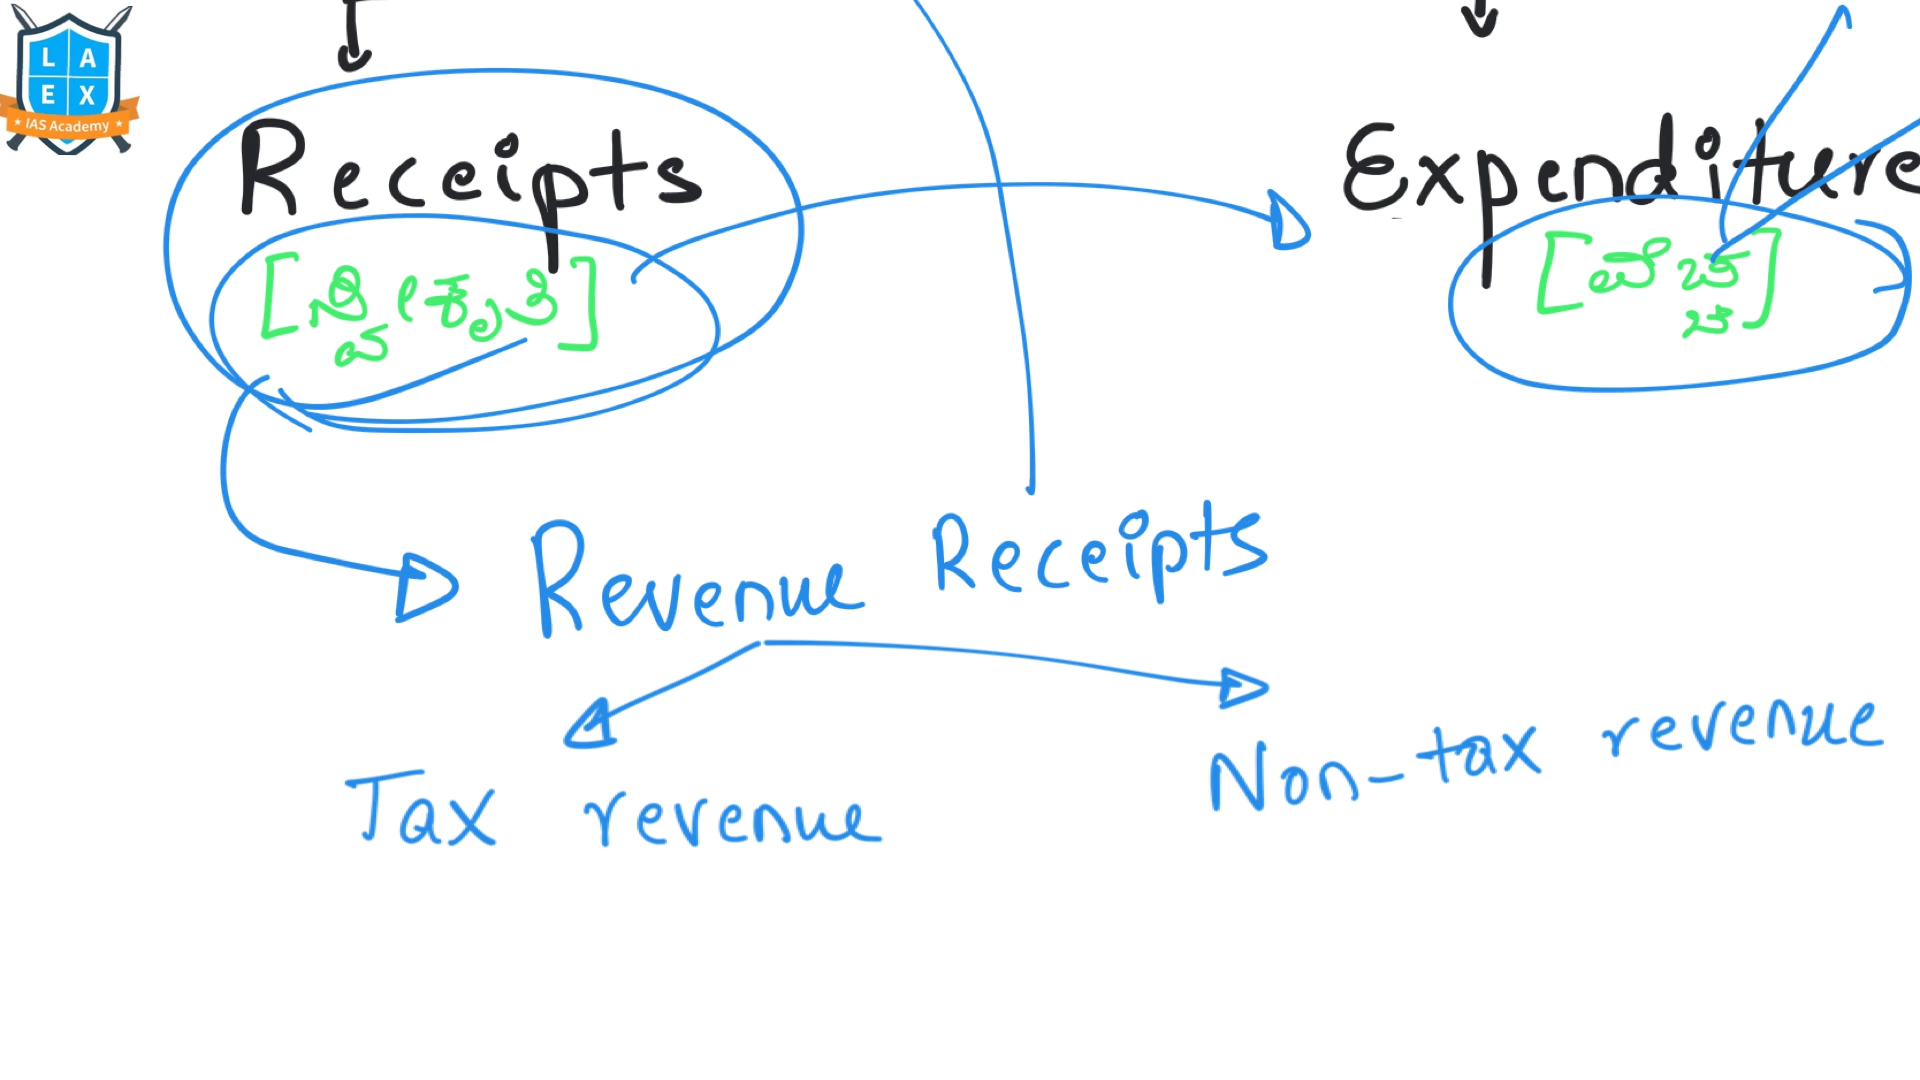 L A
E X
IAS Academy
Receipts
Expenditure
Revenue Receipts
Tax revenue
Non-tax revenue